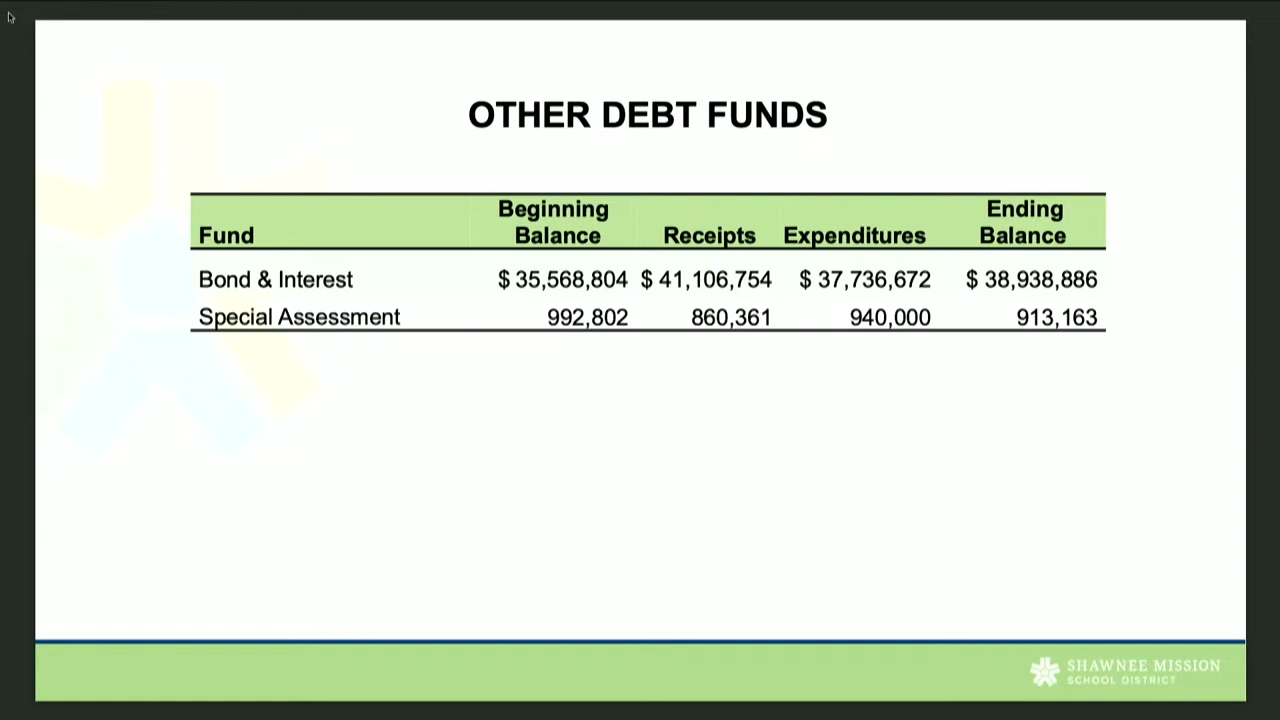 OTHER DEBT FUNDS
Beginning Ending
Fund Balance Receipts Expenditures Balance
Bond & Interest $ 35,568,804 $ 41,106,754 $ 37,736,672 $ 38,938,886
Special Assessment 992,802 860,361 940,000 913,163
SHAWNEE MISSION
SCHOOL DISTRICT